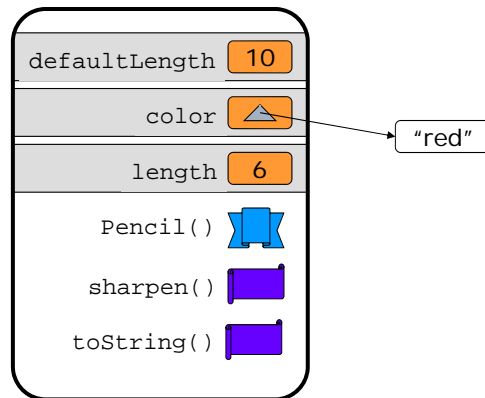 defaultLength 10
color
“red”
length 6
Pencil()
sharpen()
toString()